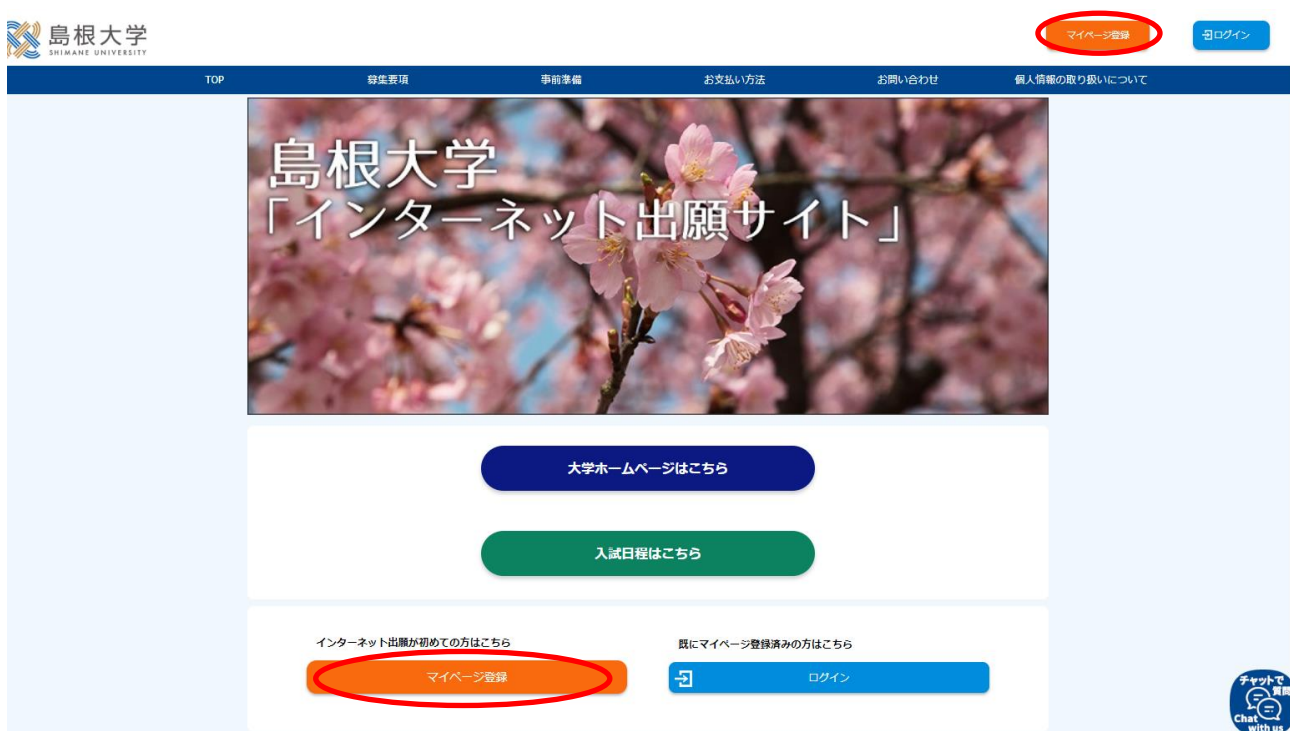 島根大学
SHIMANE UNIVERSITY
マイページ登録
ログイン
TOP
募集要項
事前準備
お支払い方法
お問い合わせ
個人情報の取り扱いについて
島根大学
「インターネット出願サイト」
大学ホームページはこちら
入試日程はこちら
インターネット出願が初めての方はこちら
既にマイページ登録済みの方はこちら
マイページ登録
ログイン
チャットで
質問
Chat
with us